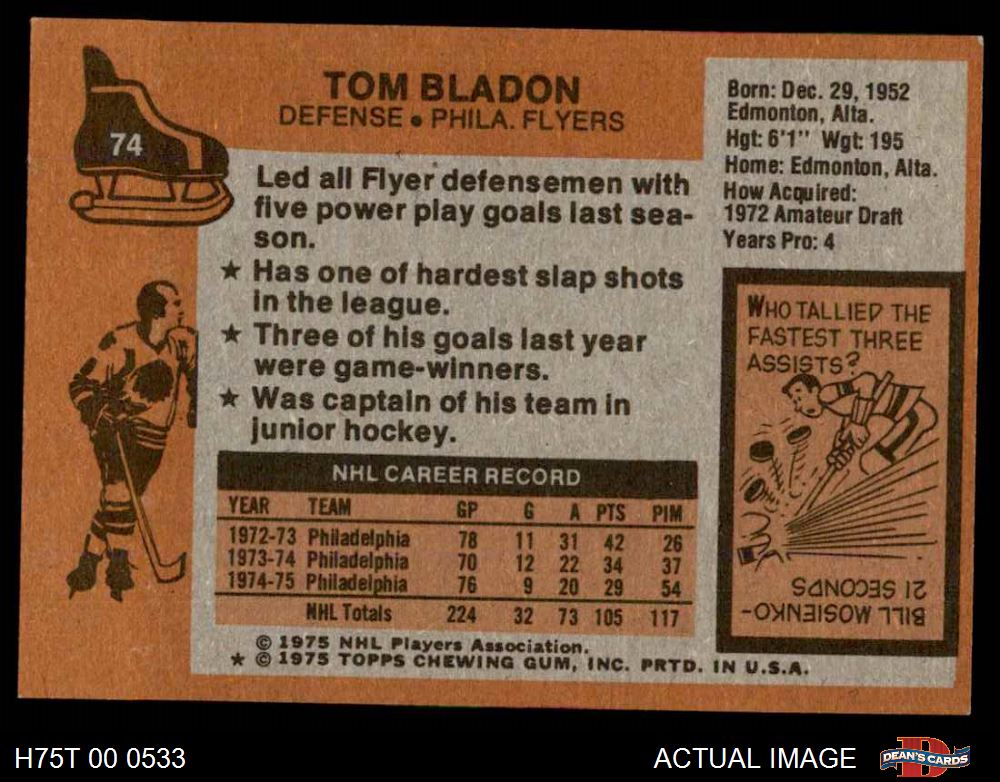 74
TOM BLADON
DEFENSE • PHILA. FLYERS
Led all Flyer defensemen with
five power play goals last sea-
son.
★ Has one of hardest slap shots
in the league.
★ Three of his goals last year
were game-winners.
★ Was captain of his team in
junior hockey.
Born: Dec. 29, 1952
Edmonton, Alta.
Hgt: 6'1" Wgt: 195
Home: Edmonton, Alta.
How Acquired:
1972 Amateur Draft
Years Pro: 4
WHO TALLIED THE
FASTEST THREE
ASSISTS?
BILL MOSIENKO-
21 SECONDS
NHL CAREER RECORD
YEAR TEAM GP G A PTS PIM
1972-73 Philadelphia 78 11 31 42 26
1973-74 Philadelphia 70 12 22 34 37
1974-75 Philadelphia 76 9 20 29 54
NHL Totals 224 32 73 105 117
© 1975 NHL Players Association.
★ © 1975 TOPPS CHEWING GUM, INC. PRTD. IN U.S.A.
H75T 00 0533
ACTUAL IMAGE
D
DEAN'S CARDS